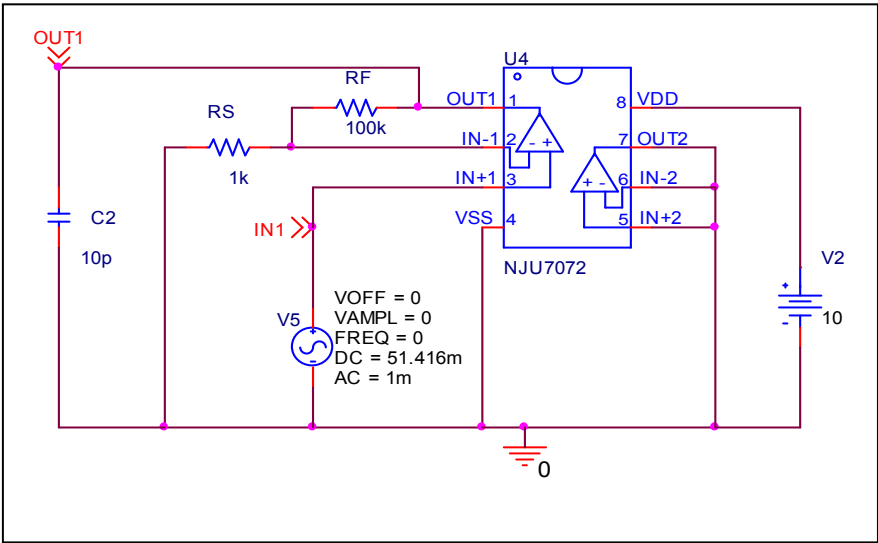 OUT1
U4
RF
100k
RS
1k
OUT1 1
IN-1 2
IN+1 3
VSS 4
8 VDD
7 OUT2
6 IN-2
5 IN+2
- +
+ -
NJU7072
C2
10p
IN1
V5
+
-
VOFF = 0
VAMPL = 0
FREQ = 0
DC = 51.416m
AC = 1m
V2
+
-
10
0